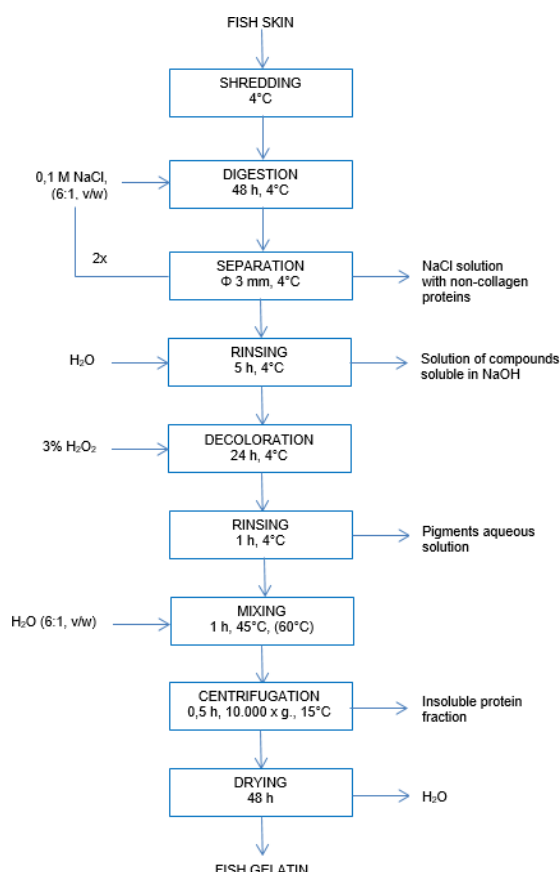 FISH SKIN
SHREDDING
4°C
0,1 M NaCl,
(6:1, v/w)
DIGESTION
48 h, 4°C
2x
SEPARATION
Φ 3 mm, 4°C
NaCl solution
with non-collagen
proteins
H₂O
RINSING
5 h, 4°C
Solution of compounds
soluble in NaOH
3% H₂O₂
DECOLORATION
24 h, 4°C
RINSING
1 h, 4°C
Pigments aqueous
solution
H₂O (6:1, v/w)
MIXING
1 h, 45°C, (60°C)
CENTRIFUGATION
0,5 h, 10.000 x g., 15°C
Insoluble protein
fraction
DRYING
48 h
H₂O
FISH GELATIN